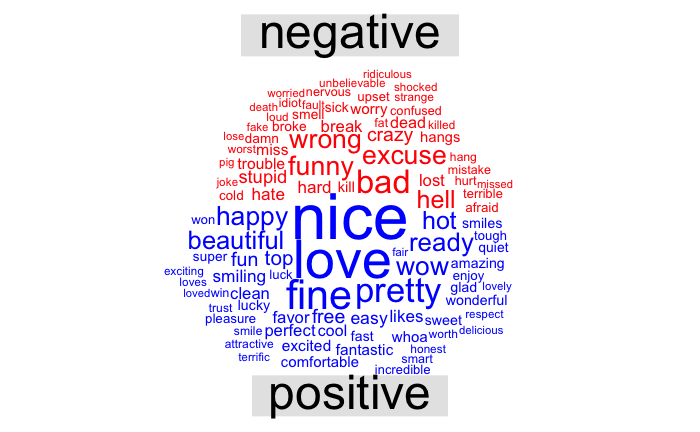 negative
ridiculous
unbelievable shocked
worried nervous upset strange
death idiot fault sick worry confused
loud smell fat dead killed
fake broke break crazy hangs
lose damn wrong
worst miss excuse hang
pig trouble funny mistake
joke stupid hard kill bad lost hurt missed
cold hate hell terrible
afraid
nice
won happy hot smiles
beautiful ready tough
super fun top love fair quiet
exciting smiling luck wow amazing
loves enjoy
loved win clean fine pretty glad lovely
trust lucky wonderful
pleasure favor free easy likes sweet respect
smile perfect cool fast whoa worth delicious
attractive excited fantastic honest
terrific comfortable smart
incredible
positive